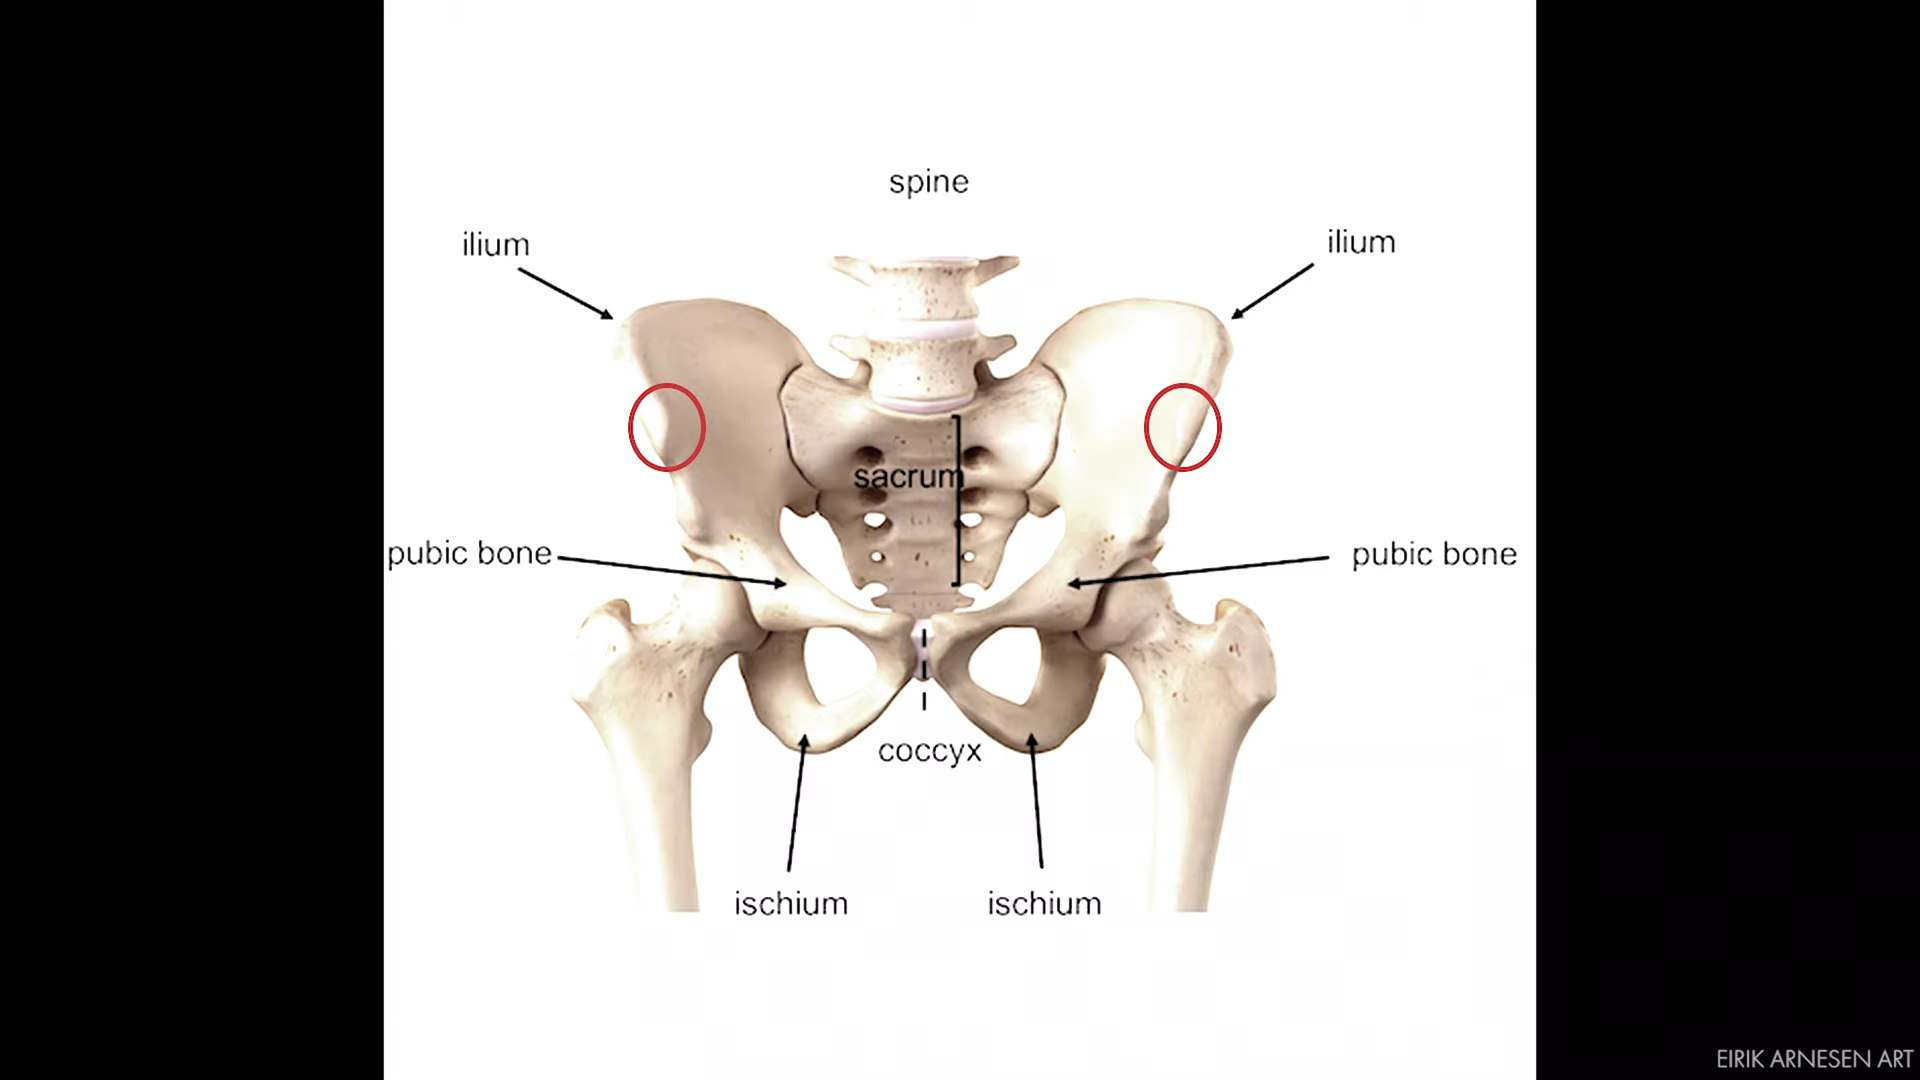 spine
ilium
ilium
sacrum
pubic bone
pubic bone
coccyx
ischium
ischium
EIRIK ARNESEN ART